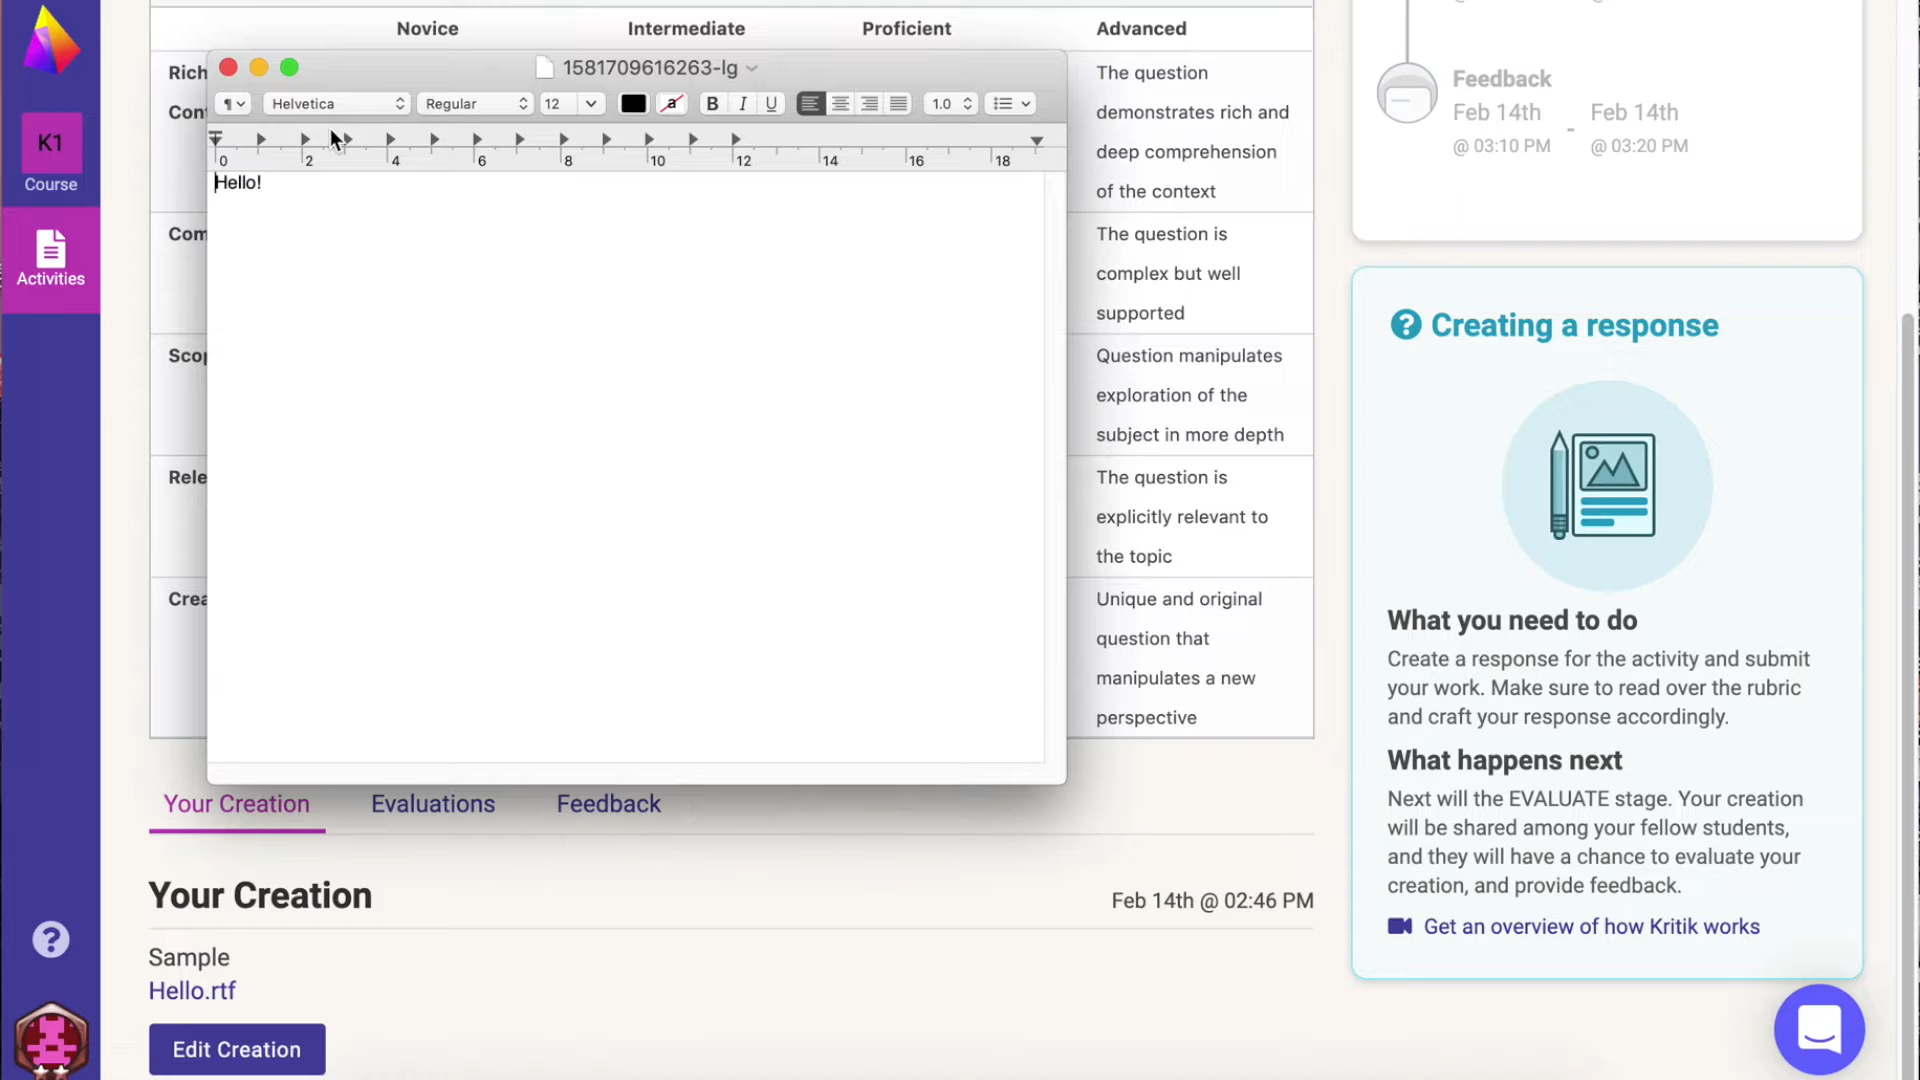 Novice Intermediate Proficient Advanced
K1
Course
Activities
1581709616263-lg
Helvetica Regular 12 a B I U 1.0
0 2 4 6 8 10 12 14 16 18
Hello!
Rich
Cont
The question
demonstrates rich and
deep comprehension
of the context
Com
The question is
complex but well
supported
Scop
Question manipulates
exploration of the
subject in more depth
Rele
The question is
explicitly relevant to
the topic
Crea
Unique and original
question that
manipulates a new
perspective
Your Creation Evaluations Feedback
Your Creation Feb 14th @ 02:46 PM
Sample
Hello.rtf
Edit Creation
Feedback
Feb 14th - Feb 14th
@ 03:10 PM @ 03:20 PM
Creating a response
What you need to do
Create a response for the activity and submit
your work. Make sure to read over the rubric
and craft your response accordingly.
What happens next
Next will the EVALUATE stage. Your creation
will be shared among your fellow students,
and they will have a chance to evaluate your
creation, and provide feedback.
Get an overview of how Kritik works